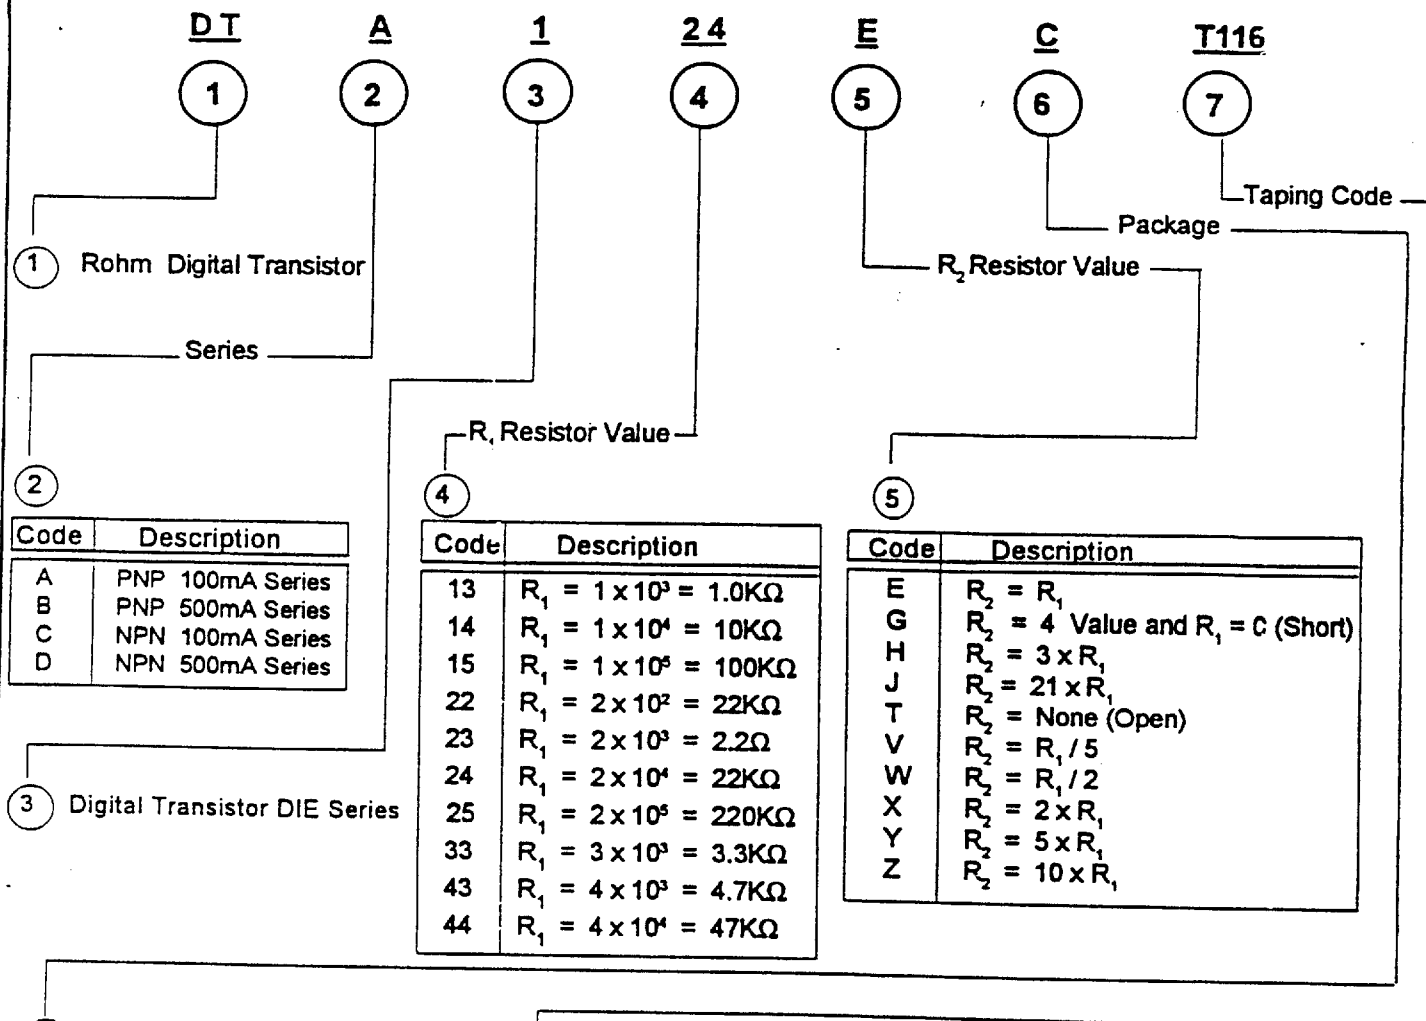 DT A 1 24 E C T116
1 2 3 4 5 6 7
Taping Code
Package
1 Rohm Digital Transistor
R₂ Resistor Value
Series
R₁ Resistor Value
2
Code Description
A PNP 100mA Series
B PNP 500mA Series
C NPN 100mA Series
D NPN 500mA Series
3 Digital Transistor DIE Series
4
Code Description
13 R₁ = 1 x 10³ = 1.0KΩ
14 R₁ = 1 x 10⁴ = 10KΩ
15 R₁ = 1 x 10⁵ = 100KΩ
22 R₁ = 2 x 10² = 22KΩ
23 R₁ = 2 x 10³ = 2.2Ω
24 R₁ = 2 x 10⁴ = 22KΩ
25 R₁ = 2 x 10⁵ = 220KΩ
33 R₁ = 3 x 10³ = 3.3KΩ
43 R₁ = 4 x 10³ = 4.7KΩ
44 R₁ = 4 x 10⁴ = 47KΩ
5
Code Description
E R₂ = R₁
G R₂ = 4 Value and R₁ = C (Short)
H R₂ = 3 x R₁
J R₂ = 21 x R₁
T R₂ = None (Open)
V R₂ = R₁ / 5
W R₂ = R₁ / 2
X R₂ = 2 x R₁
Y R₂ = 5 x R₁
Z R₂ = 10 x R₁